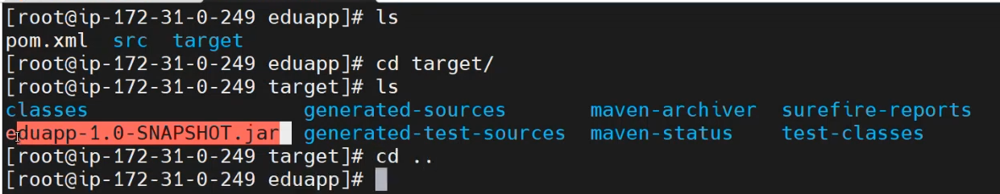 [root@ip-172-31-0-249 eduapp]# ls
pom.xml  src  target
[root@ip-172-31-0-249 eduapp]# cd target/
[root@ip-172-31-0-249 target]# ls
classes                  generated-sources       maven-archiver  surefire-reports
eduapp-1.0-SNAPSHOT.jar  generated-test-sources  maven-status    test-classes
[root@ip-172-31-0-249 target]# cd ..
[root@ip-172-31-0-249 eduapp]#